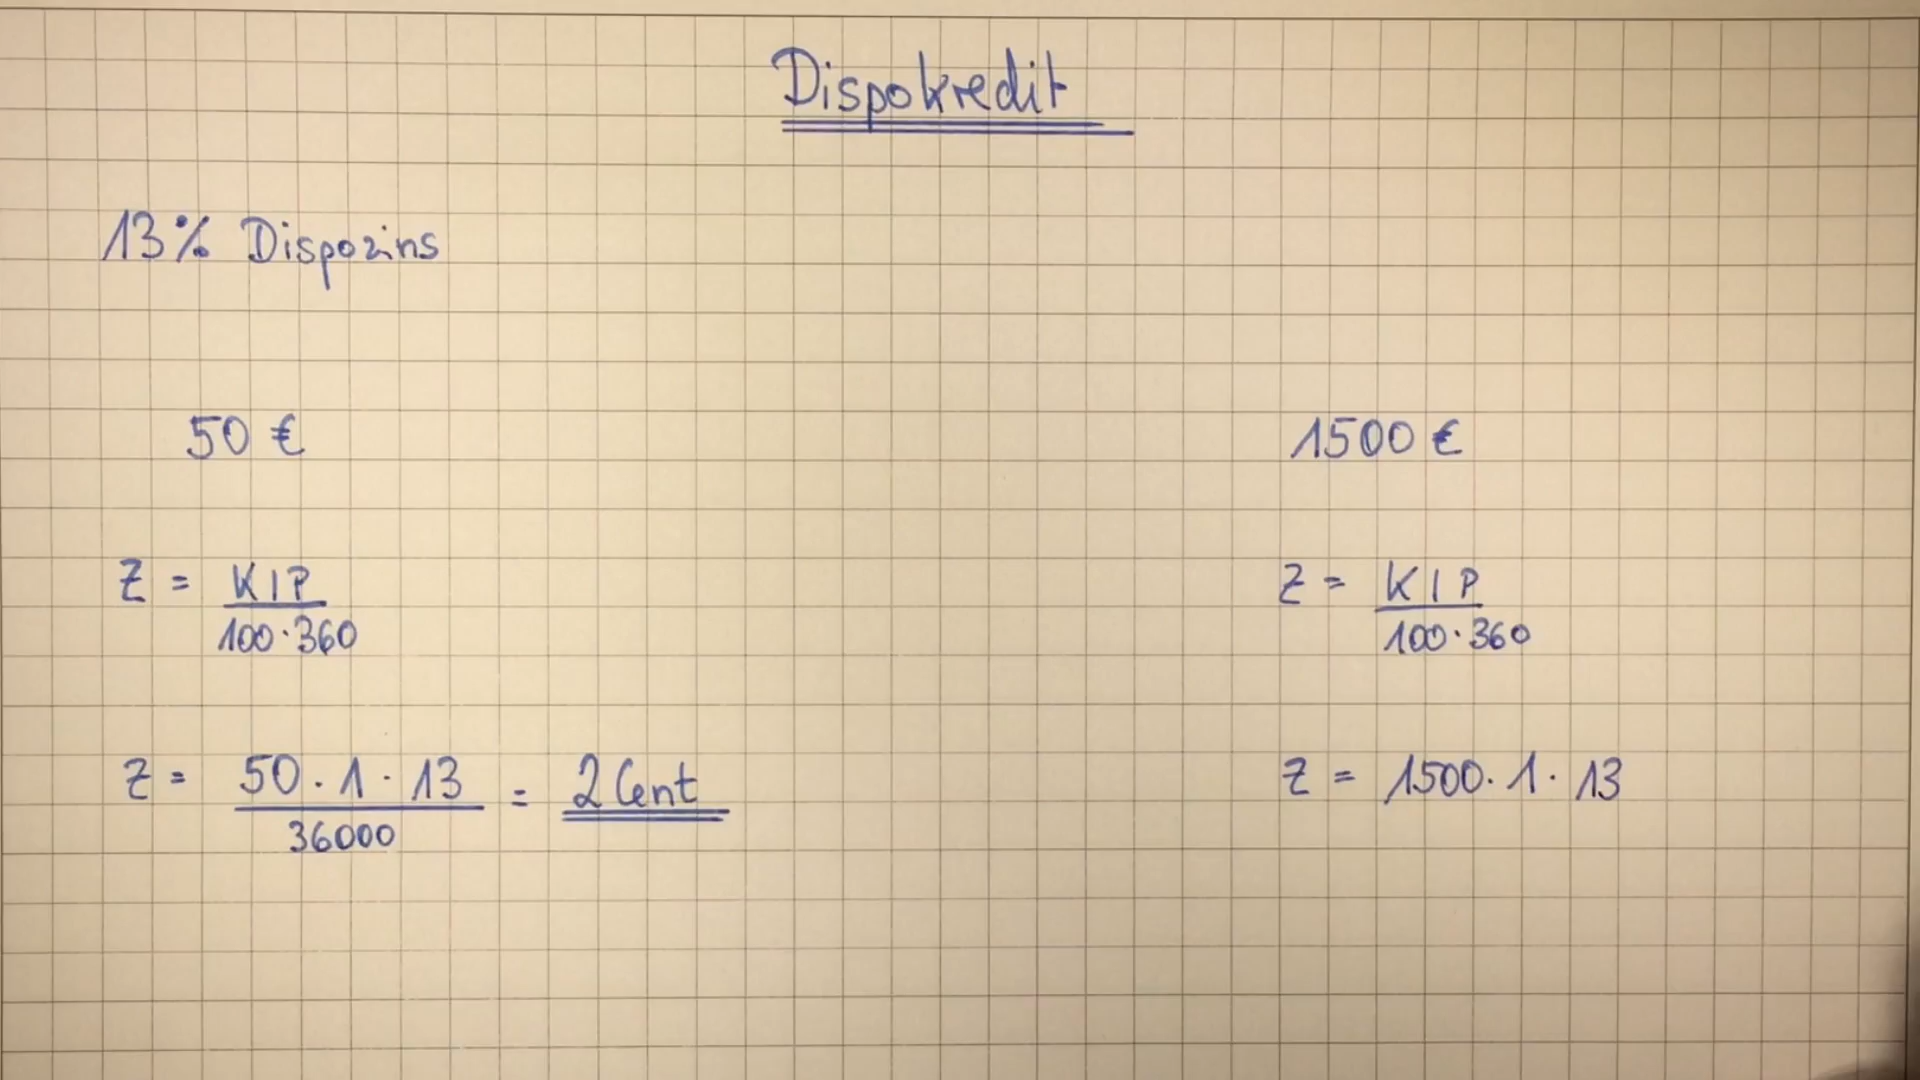 Dispokredit
13% Dispozins
50 €
Z = K I P
100·360
Z = 50 · 1 · 13 = 2 Cent
36000
1500 €
Z = K I P
100·360
Z = 1500 · 1 · 13